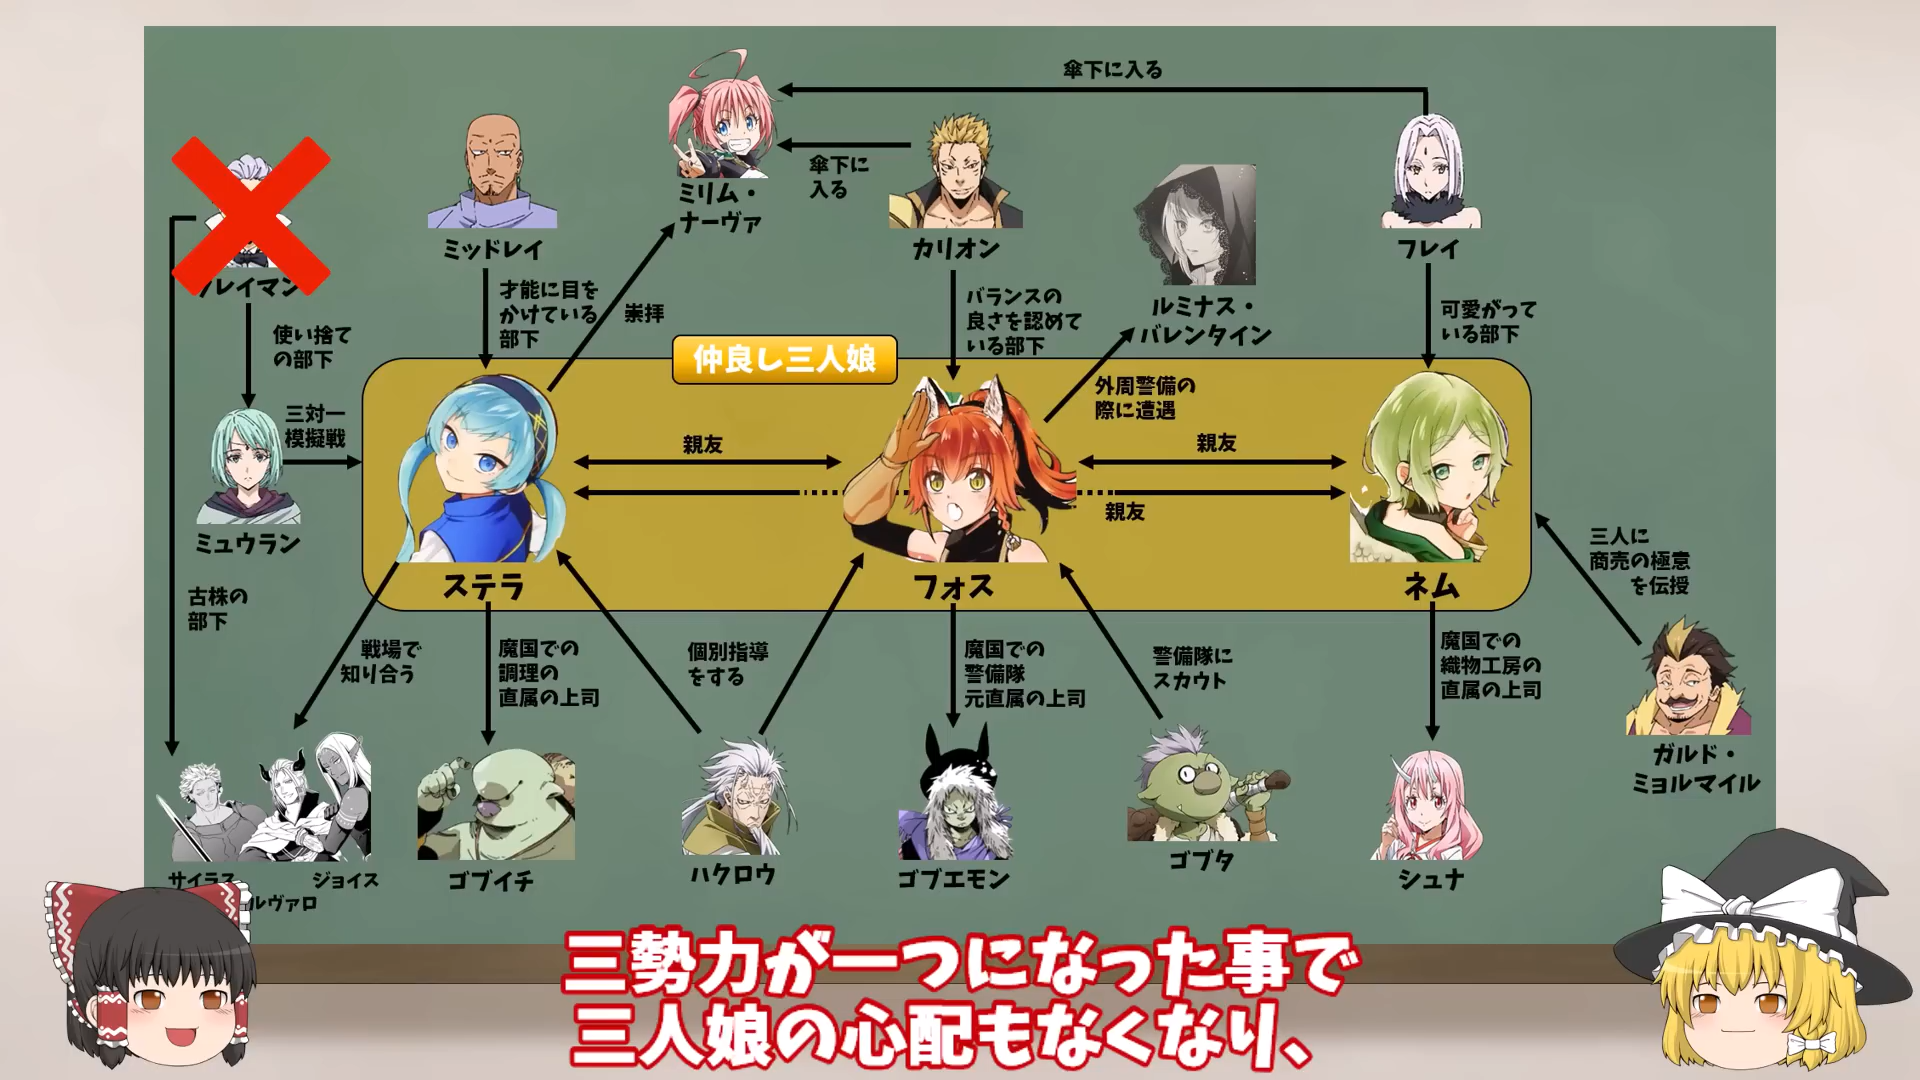 傘下に入る
傘下に
入る
ミリム・
ナーヴァ
ミッドレイ
カリオン
フレイ
レイマン
ルミナス・
バレンタイン
使い捨て
の部下
才能に目を
かけている
部下
崇拝
バランスの
良さを認めて
いる部下
外周警備の
際に遭遇
可愛がって
いる部下
仲良し三人娘
三対一
模擬戦
親友
親友
親友
ミュウラン
ステラ
フォス
ネム
三人に
商売の極意
を伝授
古株の
部下
戦場で
知り合う
魔国での
調理の
直属の上司
個別指導
をする
魔国での
警備隊
元直属の上司
警備隊に
スカウト
魔国での
織物工房の
直属の上司
ガルド・
ミョルマイル
サイラス
ジョイス
ルヴァロ
ゴブイチ
ハクロウ
ゴブエモン
ゴブタ
シュナ
三勢力が一つになった事で
三人娘の心配もなくなり、